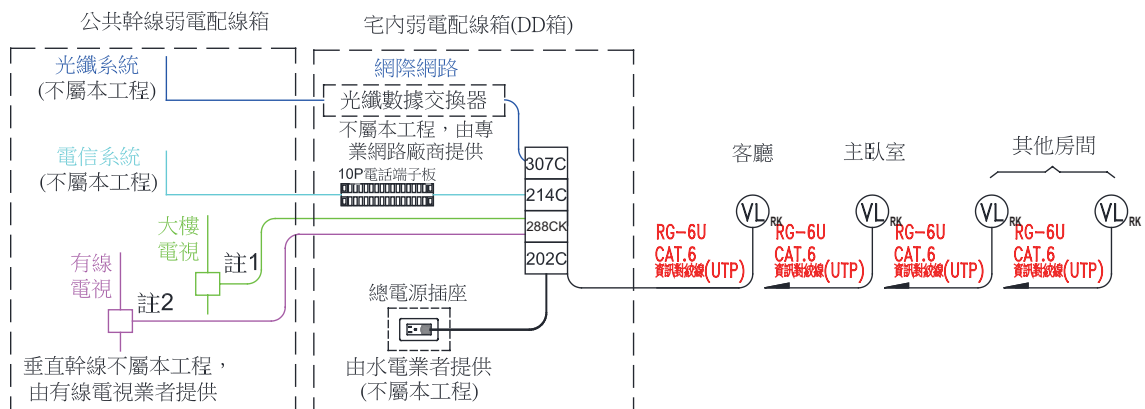 公共幹線弱電配線箱
光纖系統
(不屬本工程)
電信系統
(不屬本工程)
大樓
電視
註1
有線
電視
註2
垂直幹線不屬本工程，
由有線電視業者提供
宅內弱電配線箱(DD箱)
網際網路
光纖數據交換器
不屬本工程，由專
業網路廠商提供
10P電話端子板
307C
214C
288CK
202C
總電源插座
由水電業者提供
(不屬本工程)
客廳
VL
RK
RG-6U
CAT.6
資訊對絞線(UTP)
主臥室
VL
RK
RG-6U
CAT.6
資訊對絞線(UTP)
其他房間
VL
RK
RG-6U
CAT.6
資訊對絞線(UTP)
VL
RK
RG-6U
CAT.6
資訊對絞線(UTP)